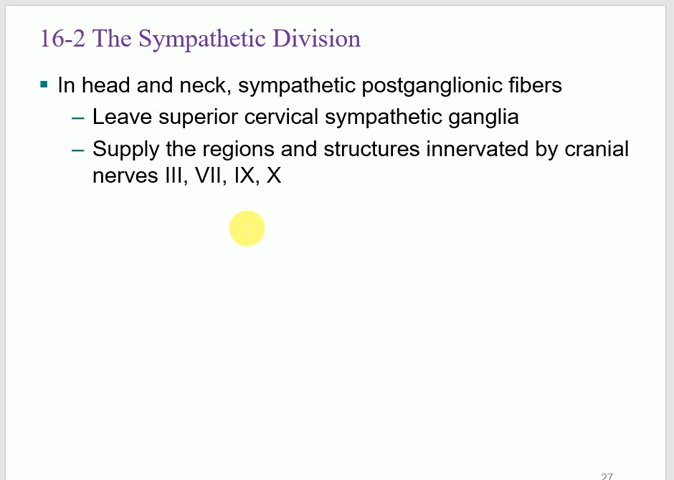 16-2 The Sympathetic Division
▪ In head and neck, sympathetic postganglionic fibers
– Leave superior cervical sympathetic ganglia
– Supply the regions and structures innervated by cranial
nerves III, VII, IX, X
27